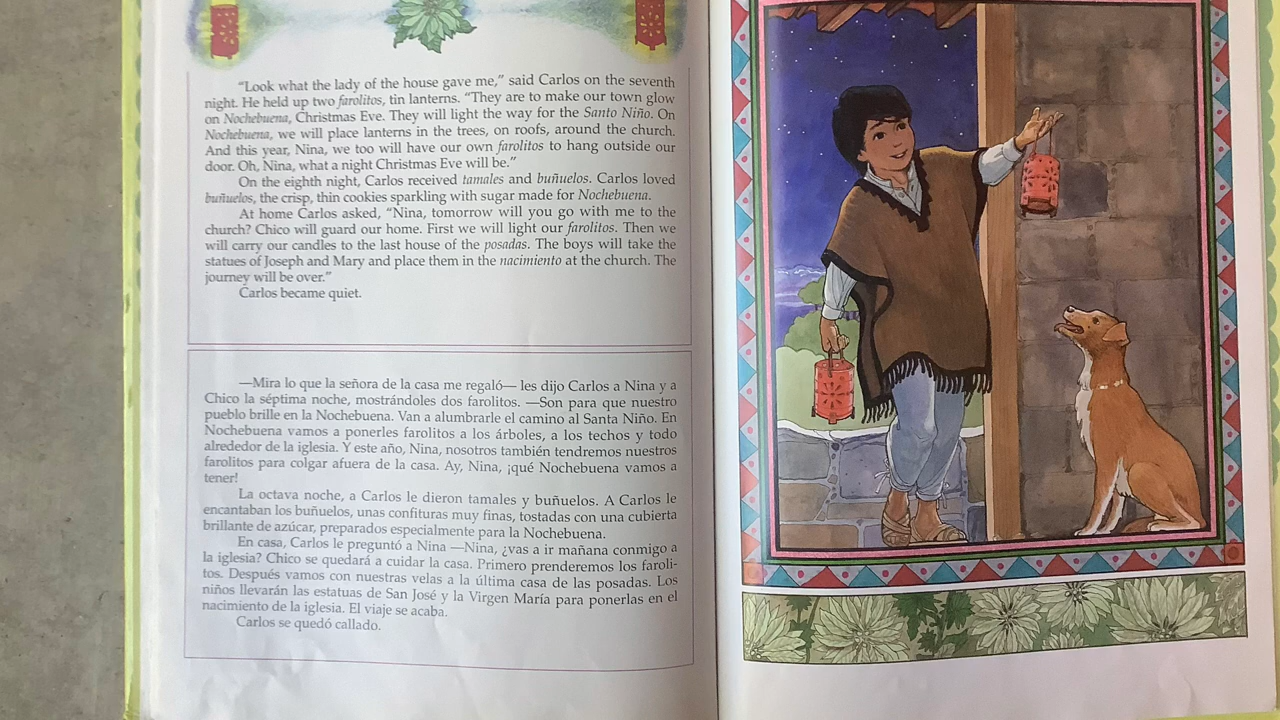 “Look what the lady of the house gave me,” said Carlos on the seventh
night. He held up two farolitos, tin lanterns. “They are to make our town glow
on Nochebuena, Christmas Eve. They will light the way for the Santo Niño. On
Nochebuena, we will place lanterns in the trees, on roofs, around the church.
And this year, Nina, we too will have our own farolitos to hang outside our
door. Oh, Nina, what a night Christmas Eve will be.”
On the eighth night, Carlos received tamales and buñuelos. Carlos loved
buñuelos, the crisp, thin cookies sparkling with sugar made for Nochebuena.
At home Carlos asked, “Nina, tomorrow will you go with me to the
church? Chico will guard our home. First we will light our farolitos. Then we
will carry our candles to the last house of the posadas. The boys will take the
statues of Joseph and Mary and place them in the nacimiento at the church. The
journey will be over.”
Carlos became quiet.
—Mira lo que la señora de la casa me regaló— les dijo Carlos a Nina y a
Chico la séptima noche, mostrándoles dos farolitos. —Son para que nuestro
pueblo brille en la Nochebuena. Van a alumbrarle el camino al Santa Niño. En
Nochebuena vamos a ponerles farolitos a los árboles, a los techos y todo
alrededor de la iglesia. Y este año, Nina, nosotros también tendremos nuestros
farolitos para colgar afuera de la casa. Ay, Nina, ¡qué Nochebuena vamos a
tener!
La octava noche, a Carlos le dieron tamales y buñuelos. A Carlos le
encantaban los buñuelos, unas confituras muy finas, tostadas con una cubierta
brillante de azúcar, preparados especialmente para la Nochebuena.
En casa, Carlos le preguntó a Nina —Nina, ¿vas a ir mañana conmigo a
la iglesia? Chico se quedará a cuidar la casa. Primero prenderemos los faroli-
tos. Después vamos con nuestras velas a la última casa de las posadas. Los
niños llevarán las estatuas de San José y la Virgen María para ponerlas en el
nacimiento de la iglesia. El viaje se acaba.
Carlos se quedó callado.